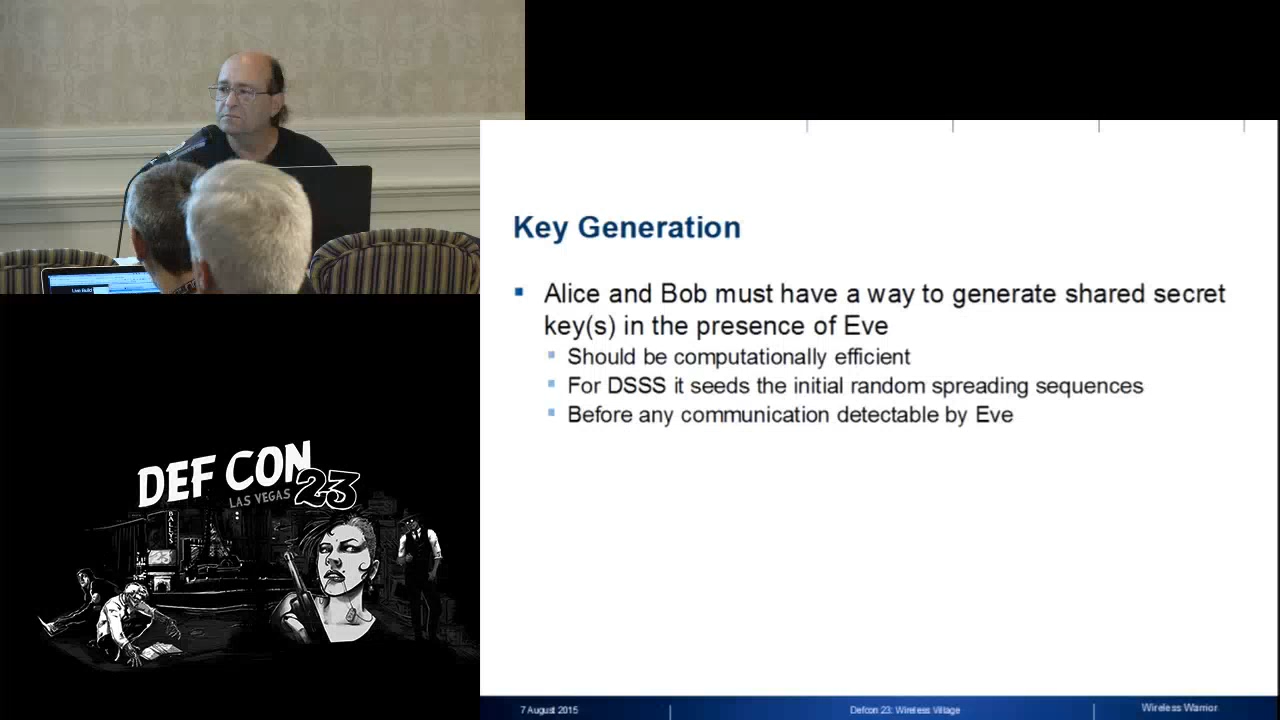 Key Generation
Alice and Bob must have a way to generate shared secret
key(s) in the presence of Eve
Should be computationally efficient
For DSSS it seeds the initial random spreading sequences
Before any communication detectable by Eve
DEF CON
LAS VEGAS 23
BALLYS
23
7 August 2015
Defcon 23: Wireless Village
Wireless Warrior